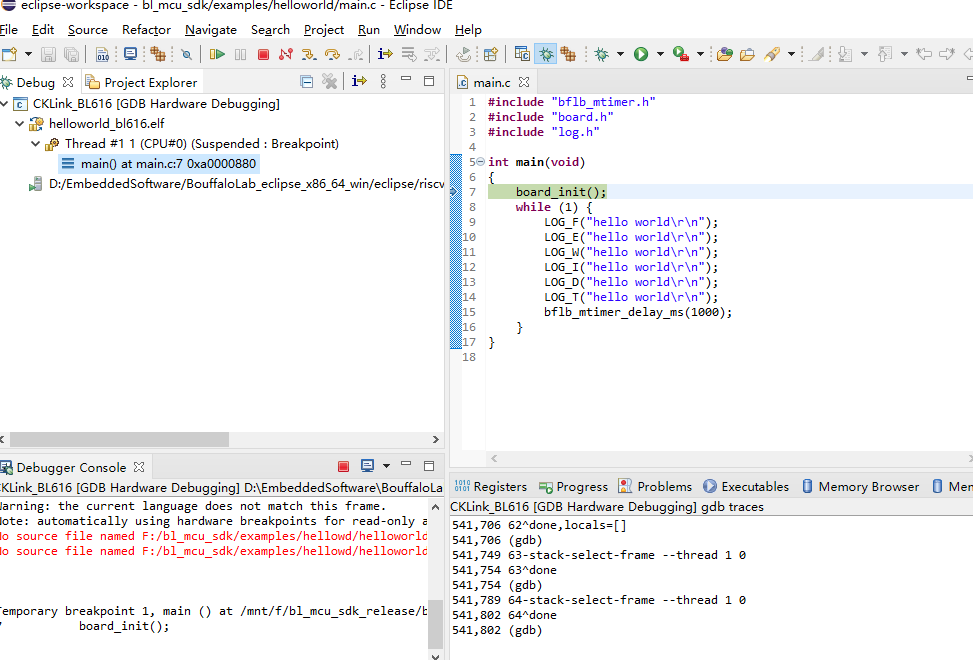 eclipse-workspace - bl_mcu_sdk/examples/helloworld/main.c - Eclipse IDE
File Edit Source Refactor Navigate Search Project Run Window Help
Debug Project Explorer
CKLink_BL616 [GDB Hardware Debugging]
helloworld_bl616.elf
Thread #1 1 (CPU#0) (Suspended : Breakpoint)
main() at main.c:7 0xa0000880
D:/EmbeddedSoftware/BouffaloLab_eclipse_x86_64_win/eclipse/riscv
main.c
1 #include "bflb_mtimer.h"
2 #include "board.h"
3 #include "log.h"
4
5 int main(void)
6 {
7 board_init();
8 while (1) {
9 LOG_F("hello world\r\n");
10 LOG_E("hello world\r\n");
11 LOG_W("hello world\r\n");
12 LOG_I("hello world\r\n");
13 LOG_D("hello world\r\n");
14 LOG_T("hello world\r\n");
15 bflb_mtimer_delay_ms(1000);
16 }
17 }
18
Debugger Console
CKLink_BL616 [GDB Hardware Debugging] D:\EmbeddedSoftware\BouffaloLa
Warning: the current language does not match this frame.
Note: automatically using hardware breakpoints for read-only a
No source file named F:/bl_mcu_sdk/examples/hellowd/helloworld
No source file named F:/bl_mcu_sdk/examples/hellowd/helloworld
Temporary breakpoint 1, main () at /mnt/f/bl_mcu_sdk_release/b
7 board_init();
Registers Progress Problems Executables Memory Browser Mem
CKLink_BL616 [GDB Hardware Debugging] gdb traces
541,706 62^done,locals=[]
541,706 (gdb)
541,749 63-stack-select-frame --thread 1 0
541,754 63^done
541,754 (gdb)
541,789 64-stack-select-frame --thread 1 0
541,802 64^done
541,802 (gdb)